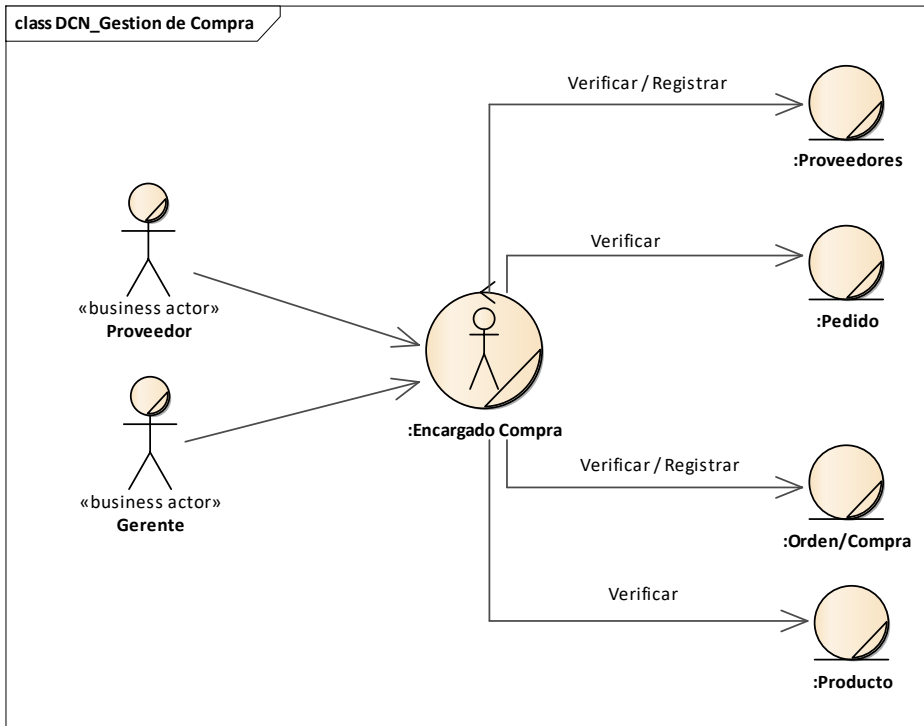 class DCN_Gestion de Compra
Verificar / Registrar
:Proveedores
«business actor»
Proveedor
Verificar
:Pedido
:Encargado Compra
«business actor»
Gerente
Verificar / Registrar
:Orden/Compra
Verificar
:Producto